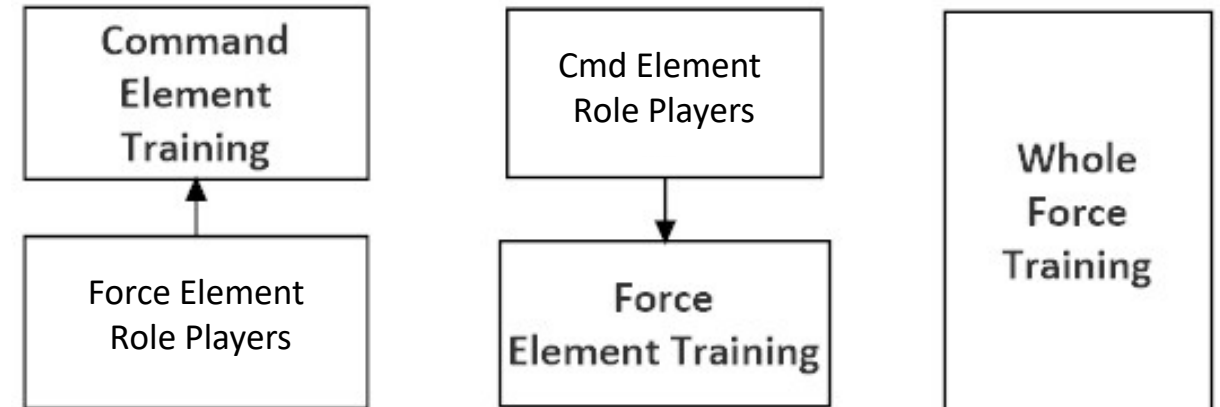 Command
Element
Training
Force Element
Role Players
Cmd Element
Role Players
Force
Element Training
Whole
Force
Training